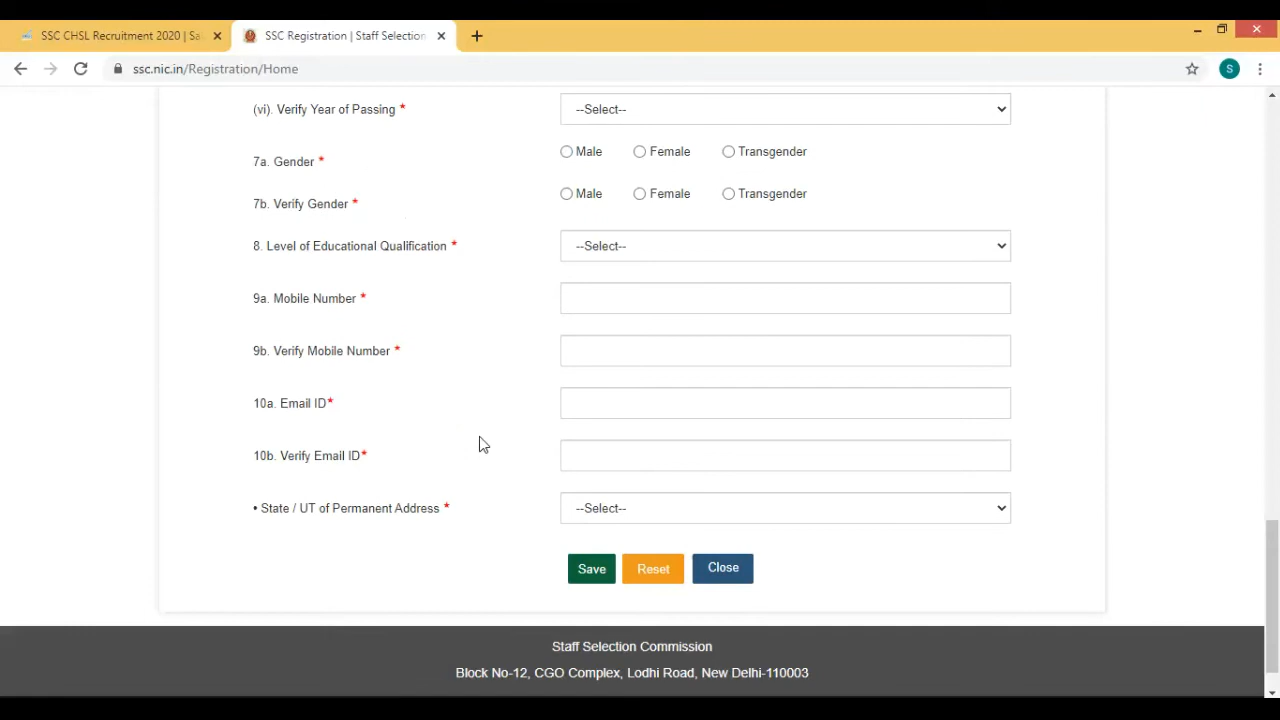 SSC CHSL Recruitment 2020 | Sa
SSC Registration | Staff Selection
ssc.nic.in/Registration/Home
S
(vi). Verify Year of Passing *
--Select--
7a. Gender *
Male Female Transgender
7b. Verify Gender *
Male Female Transgender
8. Level of Educational Qualification *
--Select--
9a. Mobile Number *
9b. Verify Mobile Number *
10a. Email ID*
10b. Verify Email ID*
• State / UT of Permanent Address *
--Select--
Save Reset Close
Staff Selection Commission
Block No-12, CGO Complex, Lodhi Road, New Delhi-110003